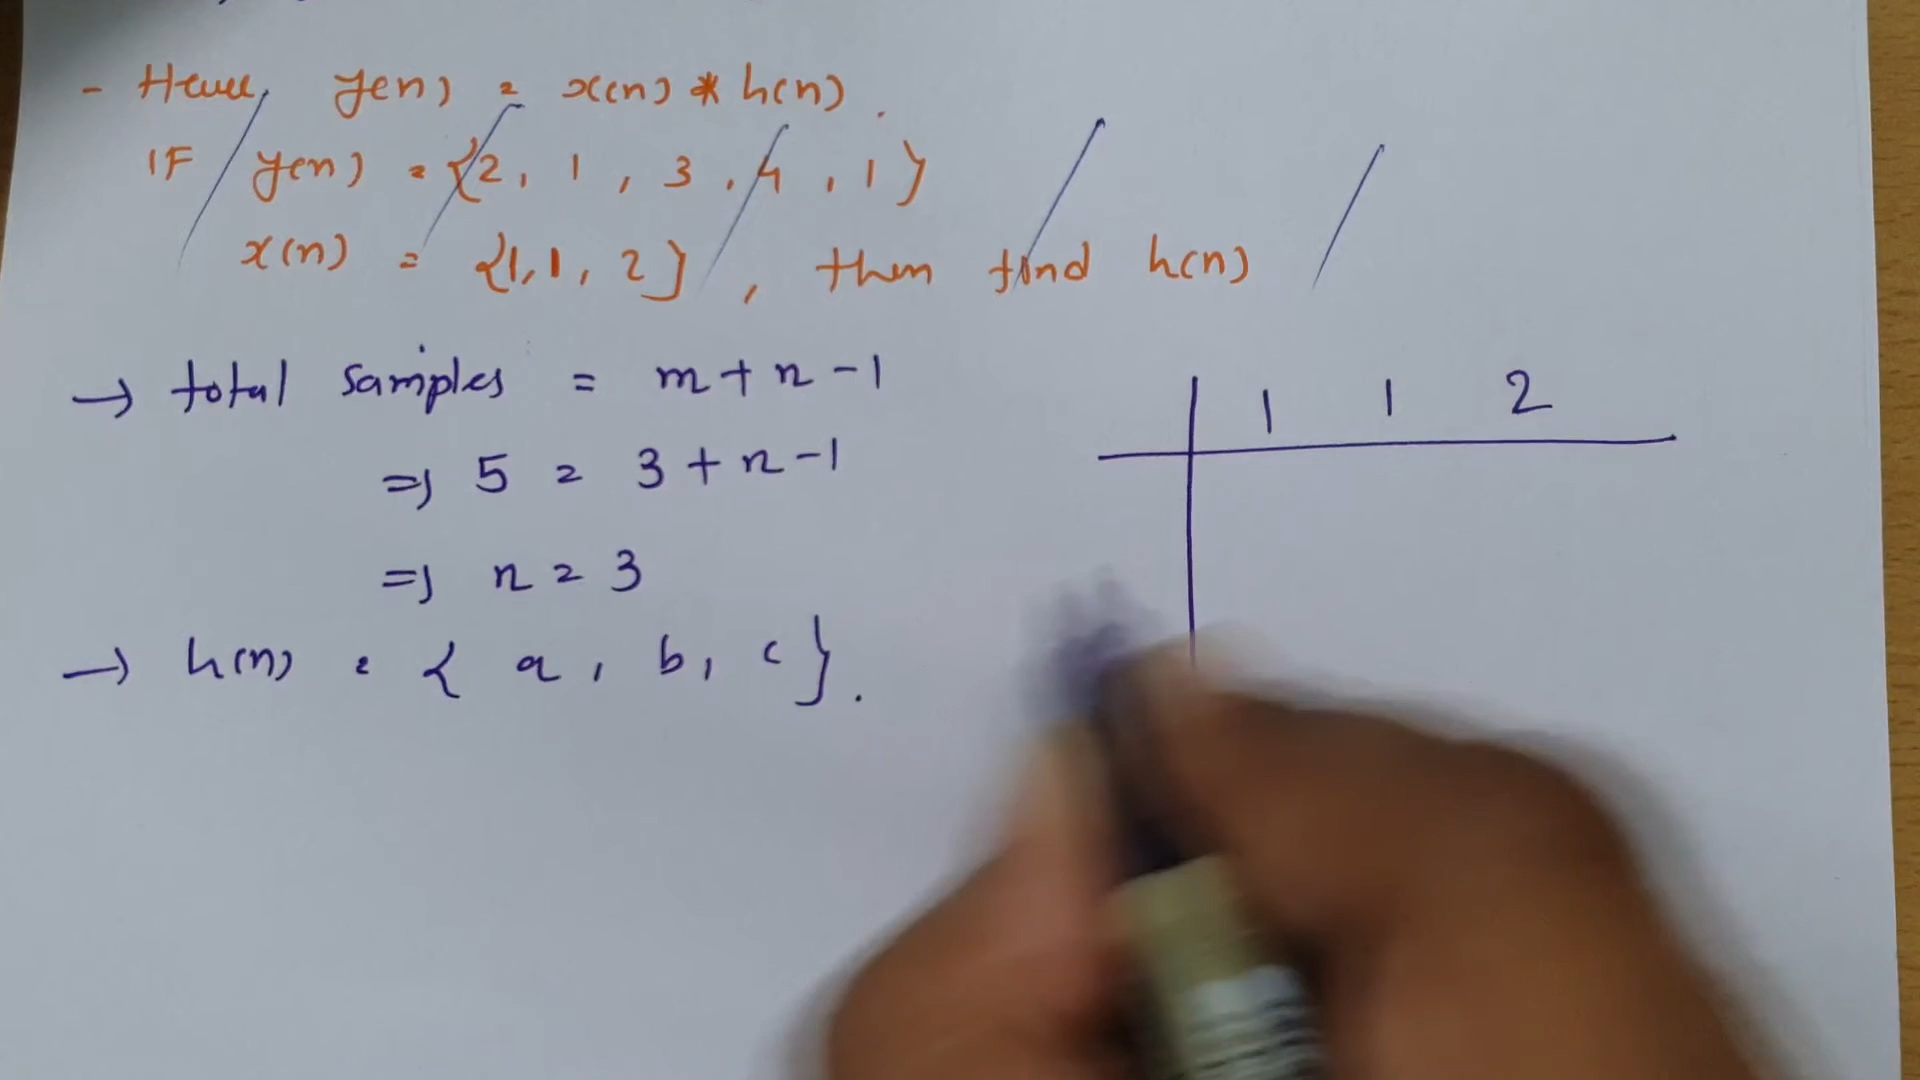 - Hence, y(n) = x(n) * h(n).
IF y(n) = {2, 1, 3, 4, 1}
x(n) = {1, 1, 2}, then find h(n)
→ total samples = m + n - 1
⇒ 5 = 3 + n - 1
⇒ n = 3
→ h(n) = { a, b, c }.
1 1 2